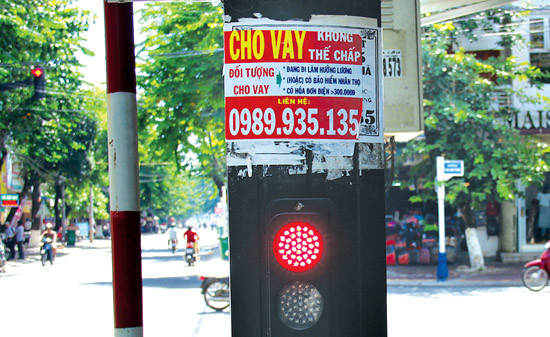 CHO VAY KHÔNG
THẾ CHẤP
ĐỐI TƯỢNG
CHO VAY
* ĐANG ĐI LÀM HƯỞNG LƯƠNG
* (HOẶC) CÓ BẢO HIỂM NHÂN THỌ
* CÓ HÓA ĐƠN ĐIỆN >300.000Đ
LIÊN HỆ:
0989.935.135